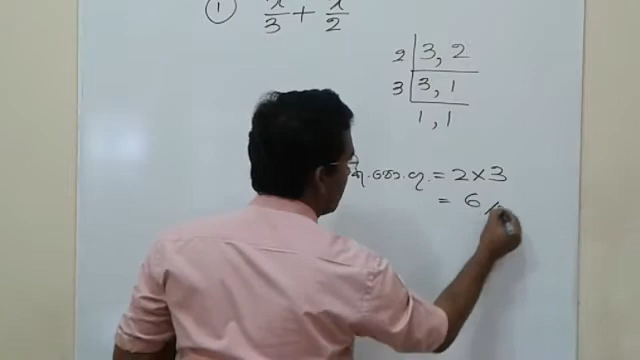 ① x/3 + x/2
2 | 3, 2
3 | 3, 1
1, 1
කු.පො.ගු. = 2 × 3
= 6